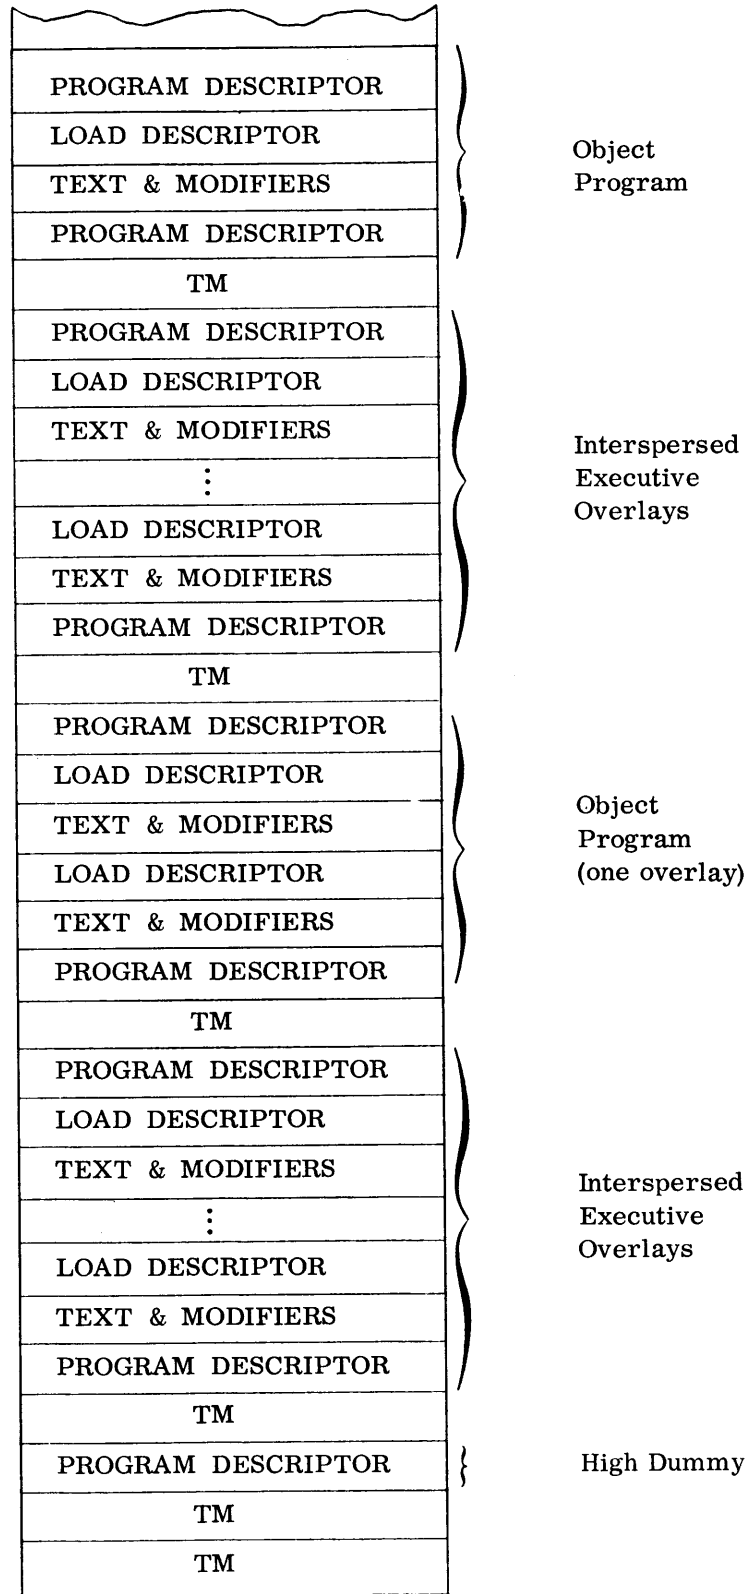 PROGRAM DESCRIPTOR
LOAD DESCRIPTOR
TEXT & MODIFIERS
PROGRAM DESCRIPTOR
Object
Program
TM
PROGRAM DESCRIPTOR
LOAD DESCRIPTOR
TEXT & MODIFIERS
⋮
LOAD DESCRIPTOR
TEXT & MODIFIERS
PROGRAM DESCRIPTOR
Interspersed
Executive
Overlays
TM
PROGRAM DESCRIPTOR
LOAD DESCRIPTOR
TEXT & MODIFIERS
LOAD DESCRIPTOR
TEXT & MODIFIERS
PROGRAM DESCRIPTOR
Object
Program
(one overlay)
TM
PROGRAM DESCRIPTOR
LOAD DESCRIPTOR
TEXT & MODIFIERS
⋮
LOAD DESCRIPTOR
TEXT & MODIFIERS
PROGRAM DESCRIPTOR
Interspersed
Executive
Overlays
TM
PROGRAM DESCRIPTOR
High Dummy
TM
TM